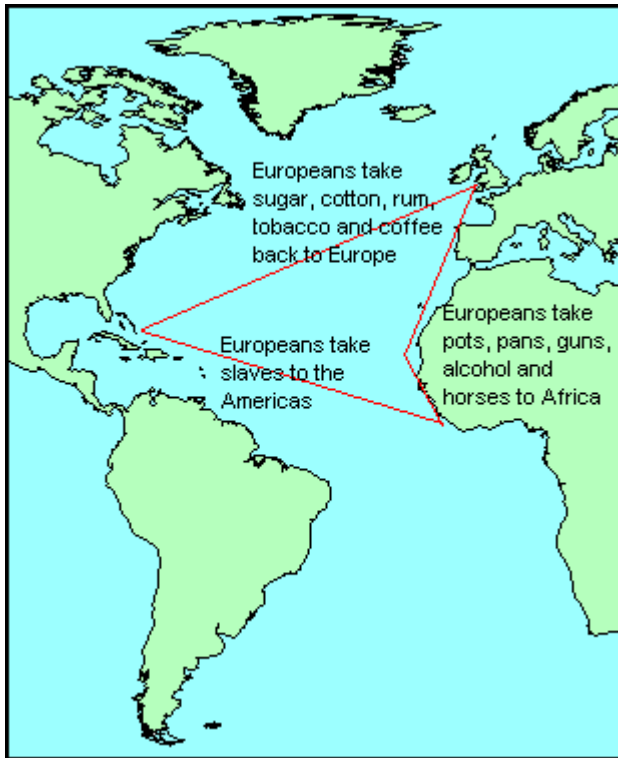 Europeans take
sugar, cotton, rum,
tobacco and coffee
back to Europe
Europeans take
pots, pans, guns,
alcohol and
horses to Africa
Europeans take
slaves to the
Americas